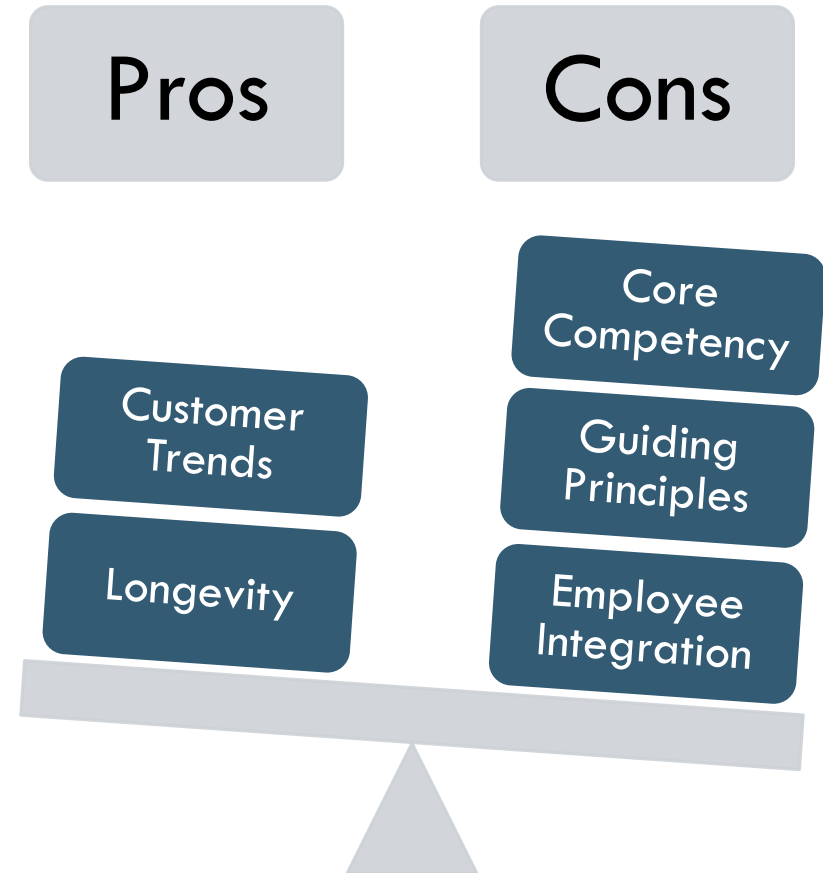 Pros
Cons
Customer
Trends
Longevity
Core
Competency
Guiding
Principles
Employee
Integration